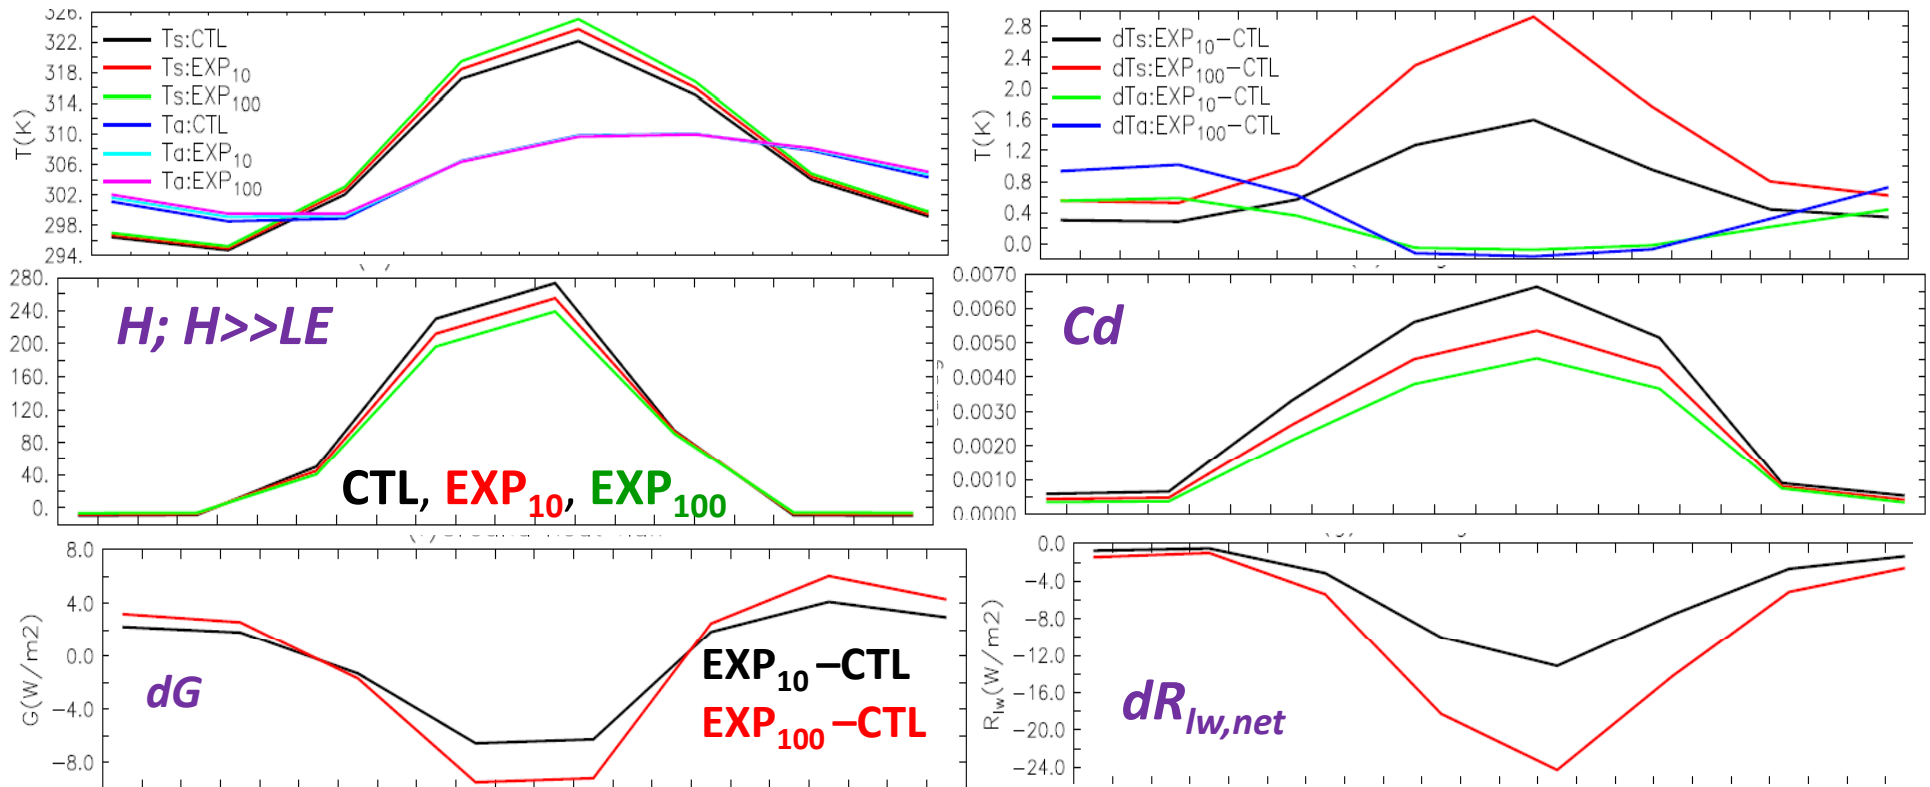 326.
322.
318.
314.
310.
306.
302.
298.
294.
T(K)
Ts:CTL
Ts:EXP10
Ts:EXP100
Ta:CTL
Ta:EXP10
Ta:EXP100
2.8
2.4
2.0
1.6
1.2
0.8
0.4
0.0
T(K)
dTs:EXP10−CTL
dTs:EXP100−CTL
dTa:EXP10−CTL
dTa:EXP100−CTL
280.
240.
200.
160.
120.
80.
40.
0.
H; H>>LE
CTL, EXP10, EXP100
0.0070
0.0060
0.0050
0.0040
0.0030
0.0020
0.0010
0.0000
Cd
8.0
4.0
0.0
−4.0
−8.0
G(W/m2)
dG
EXP10 –CTL
EXP100 –CTL
0.0
−4.0
−8.0
−12.0
−16.0
−20.0
−24.0
Rlw(W/m2)
dRlw,net